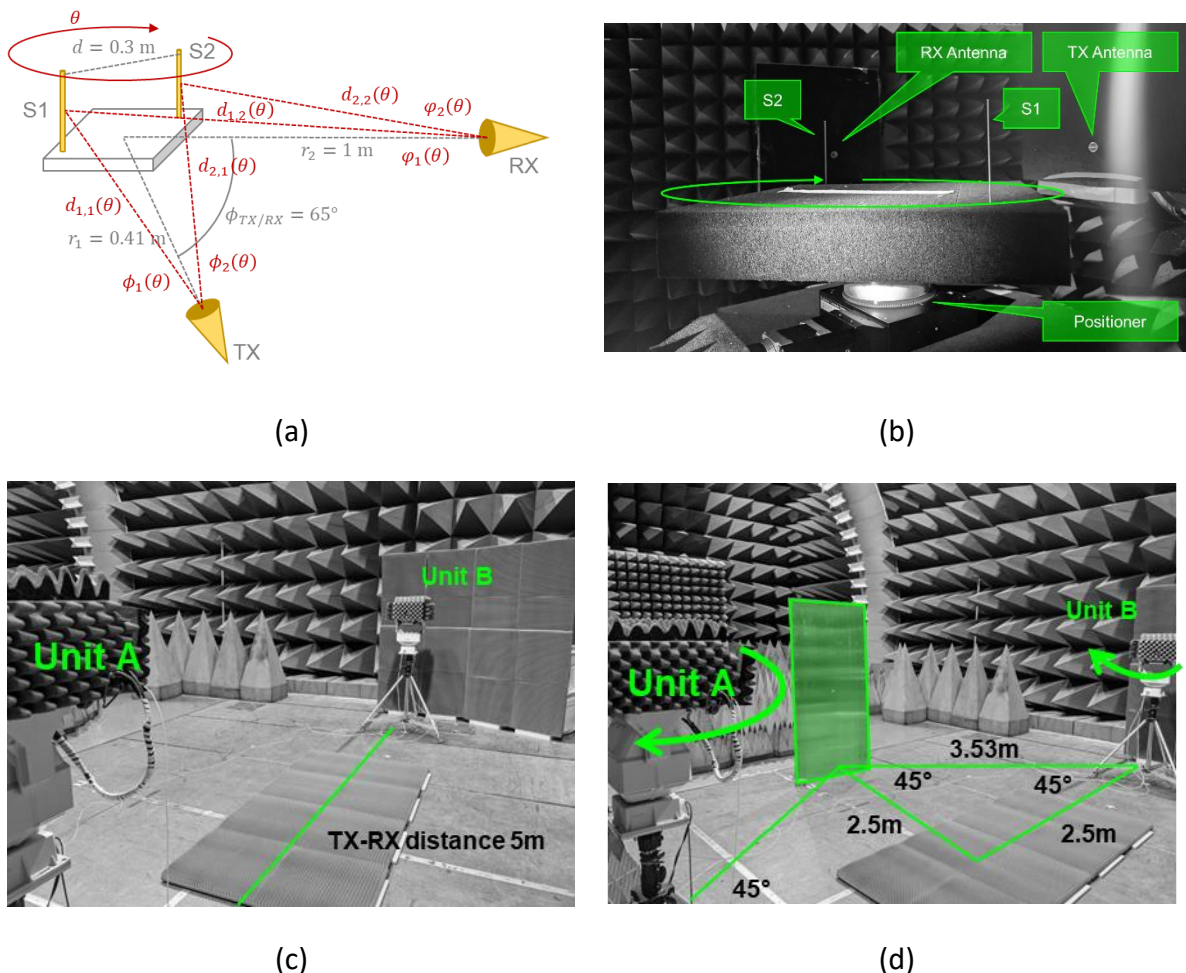 θ
d = 0.3 m
S2
S1
d₁,₂(θ)
d₂,₂(θ)
φ₂(θ)
φ₁(θ)
r₂ = 1 m
RX
d₂,₁(θ)
d₁,₁(θ)
ϕ_TX/RX = 65°
r₁ = 0.41 m
ϕ₂(θ)
ϕ₁(θ)
TX
(a)
RX Antenna
TX Antenna
S2
S1
Positioner
(b)
Unit B
Unit A
TX-RX distance 5m
(c)
Unit B
Unit A
3.53m
45°
45°
2.5m
2.5m
45°
(d)